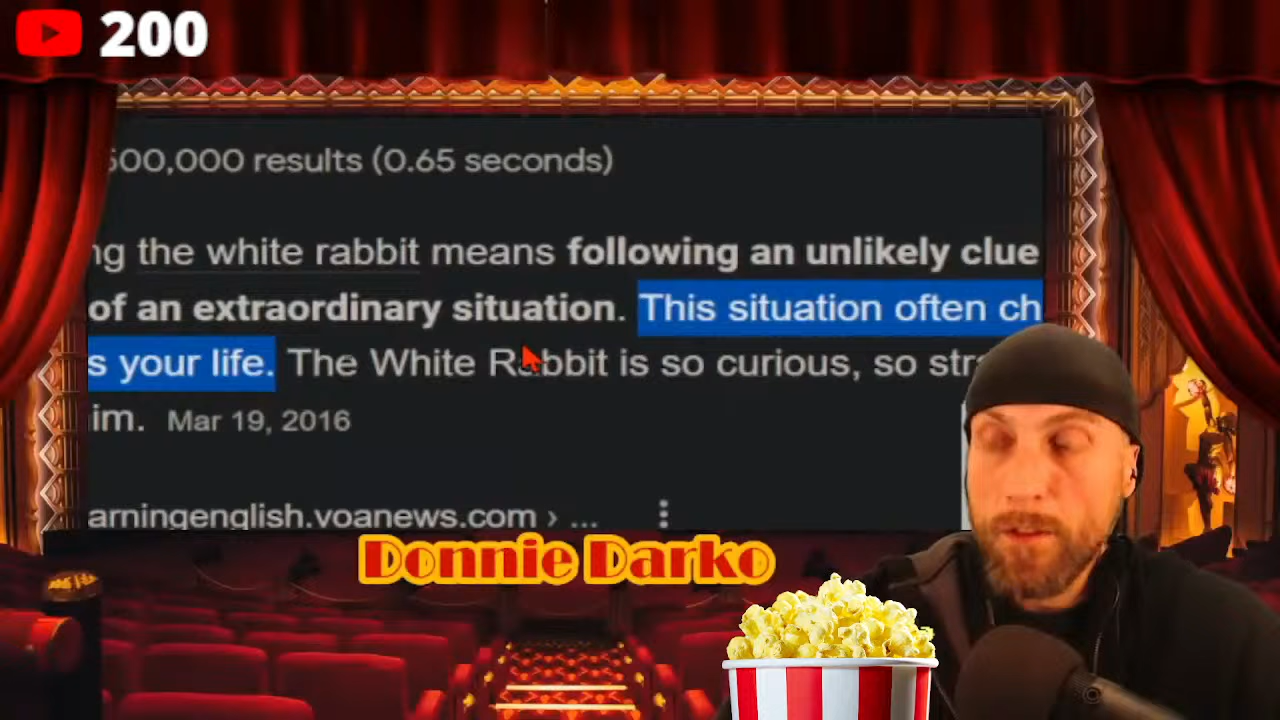 200
500,000 results (0.65 seconds)
ng the white rabbit means following an unlikely clue
of an extraordinary situation. This situation often ch
s your life. The White Rabbit is so curious, so str
im. Mar 19, 2016
arningenglish.voanews.com › ...
Donnie Darko